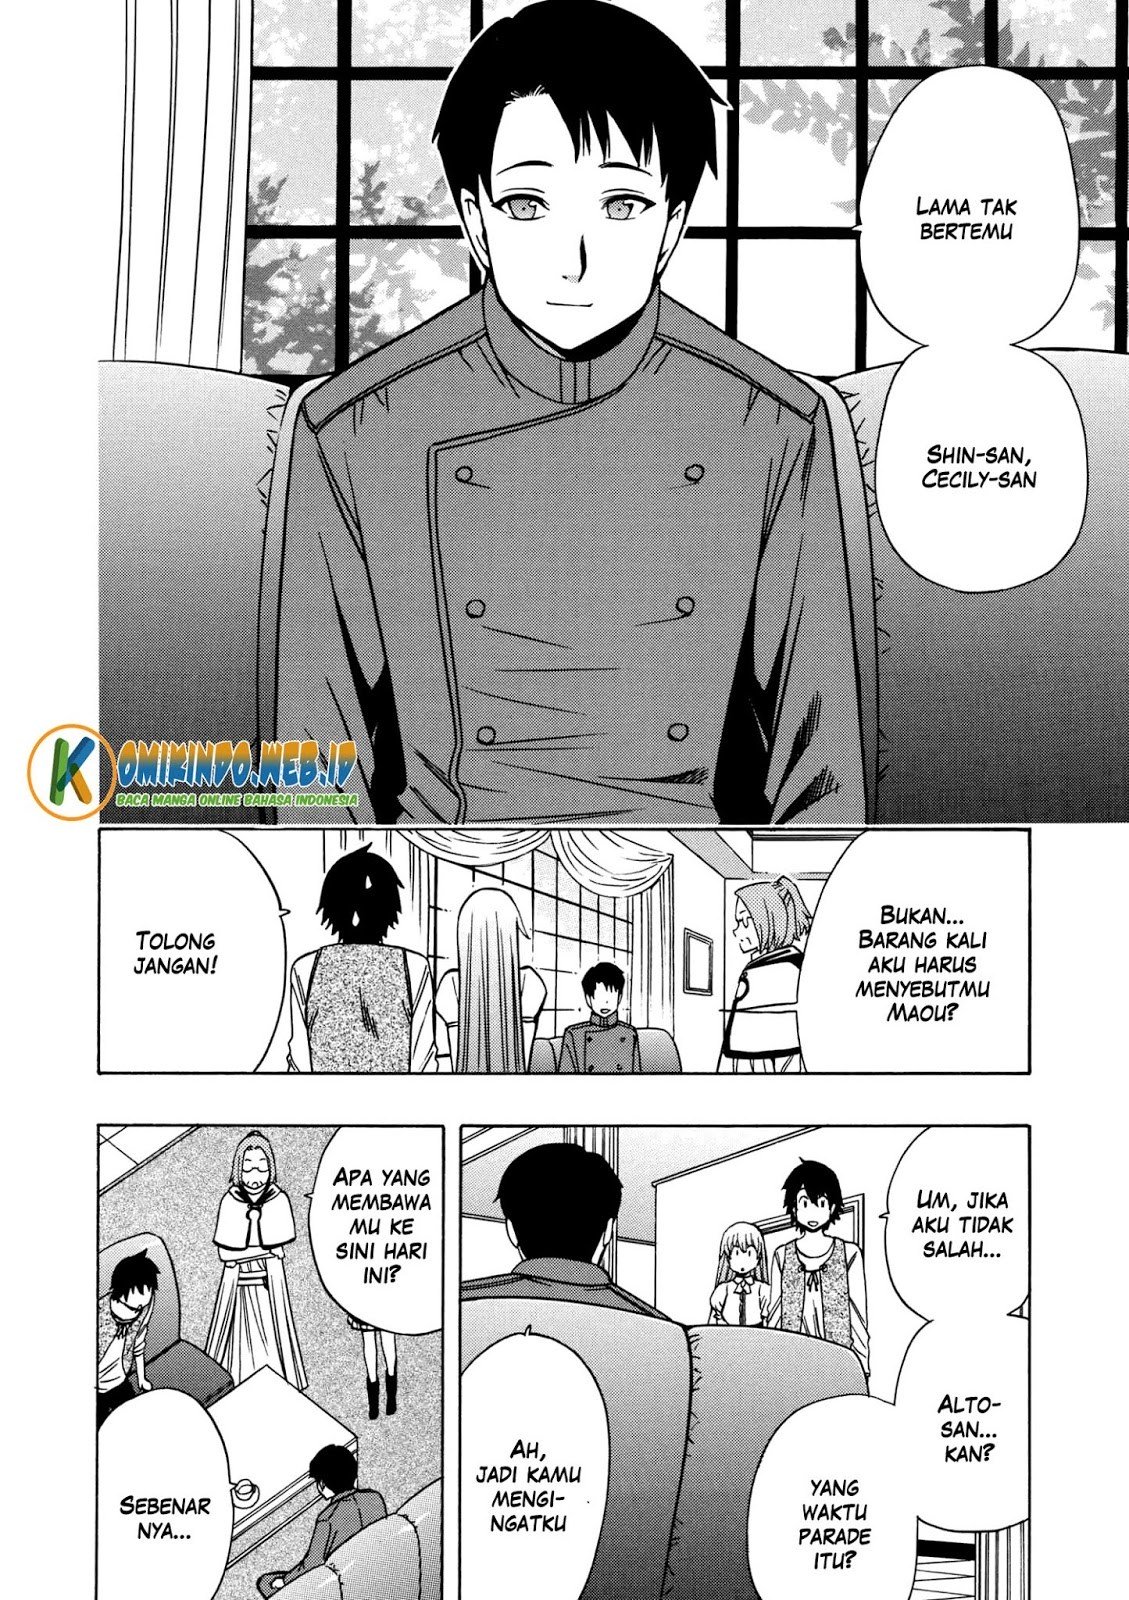 LAMA TAK
BERTEMU
SHIN-SAN,
CECILY-SAN
KOMIKINDO.WEB.ID
BACA MANGA ONLINE BAHASA INDONESIA
BUKAN...
BARANG KALI
AKU HARUS
MENYEBUTMU
MAOU?
TOLONG
JANGAN!
UM, JIKA
AKU TIDAK
SALAH...
ALTO-
SAN...
KAN?
YANG
WAKTU
PARADE
ITU?
AH,
JADI KAMU
MENGI-
NGATKU
APA YANG
MEMBAWA
MU KE
SINI HARI
INI?
SEBENAR
NYA...